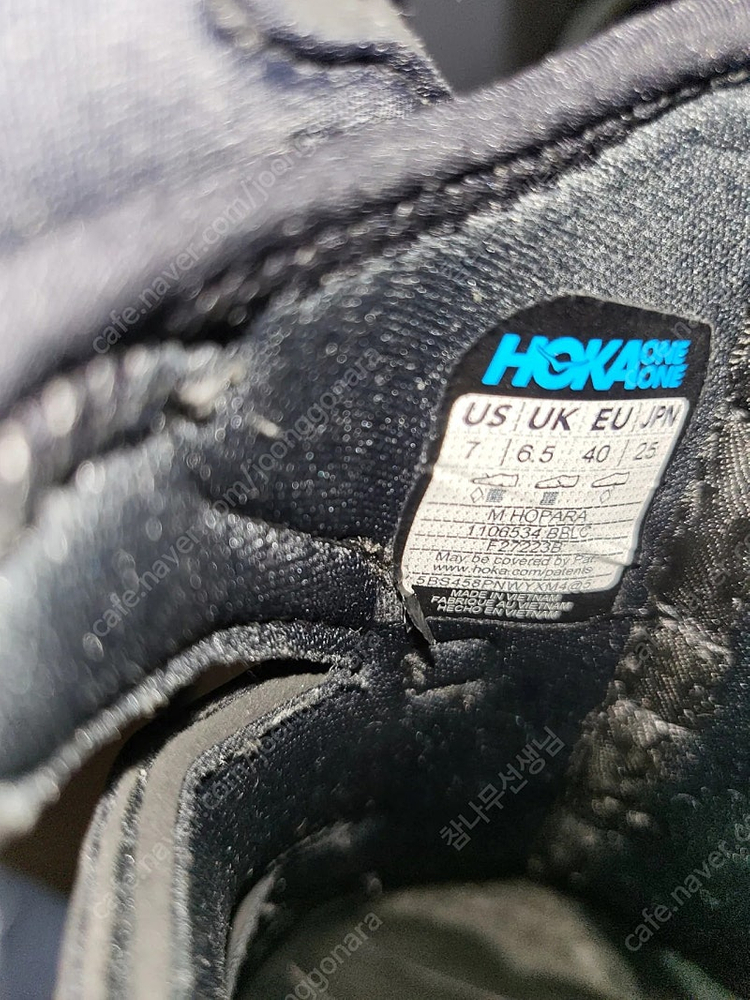 HOKA ONE ONE
US UK EU JPN
7 6.5 40 25
M HOPARA
1106534 BBLC
F27223B
May be covered by Pat
www.hoka.com/patents
5BS458PNWYXM4@5
MADE IN VIETNAM
FABRIQUÉ AU VIETNAM
HECHO EN VIETNAM
cafe.naver.com/joonggonara
cafe.naver.com/joonggonara
cafe.naver.com/joonggonara
참나무선생님
cafe.naver.com
cafe.naver.com